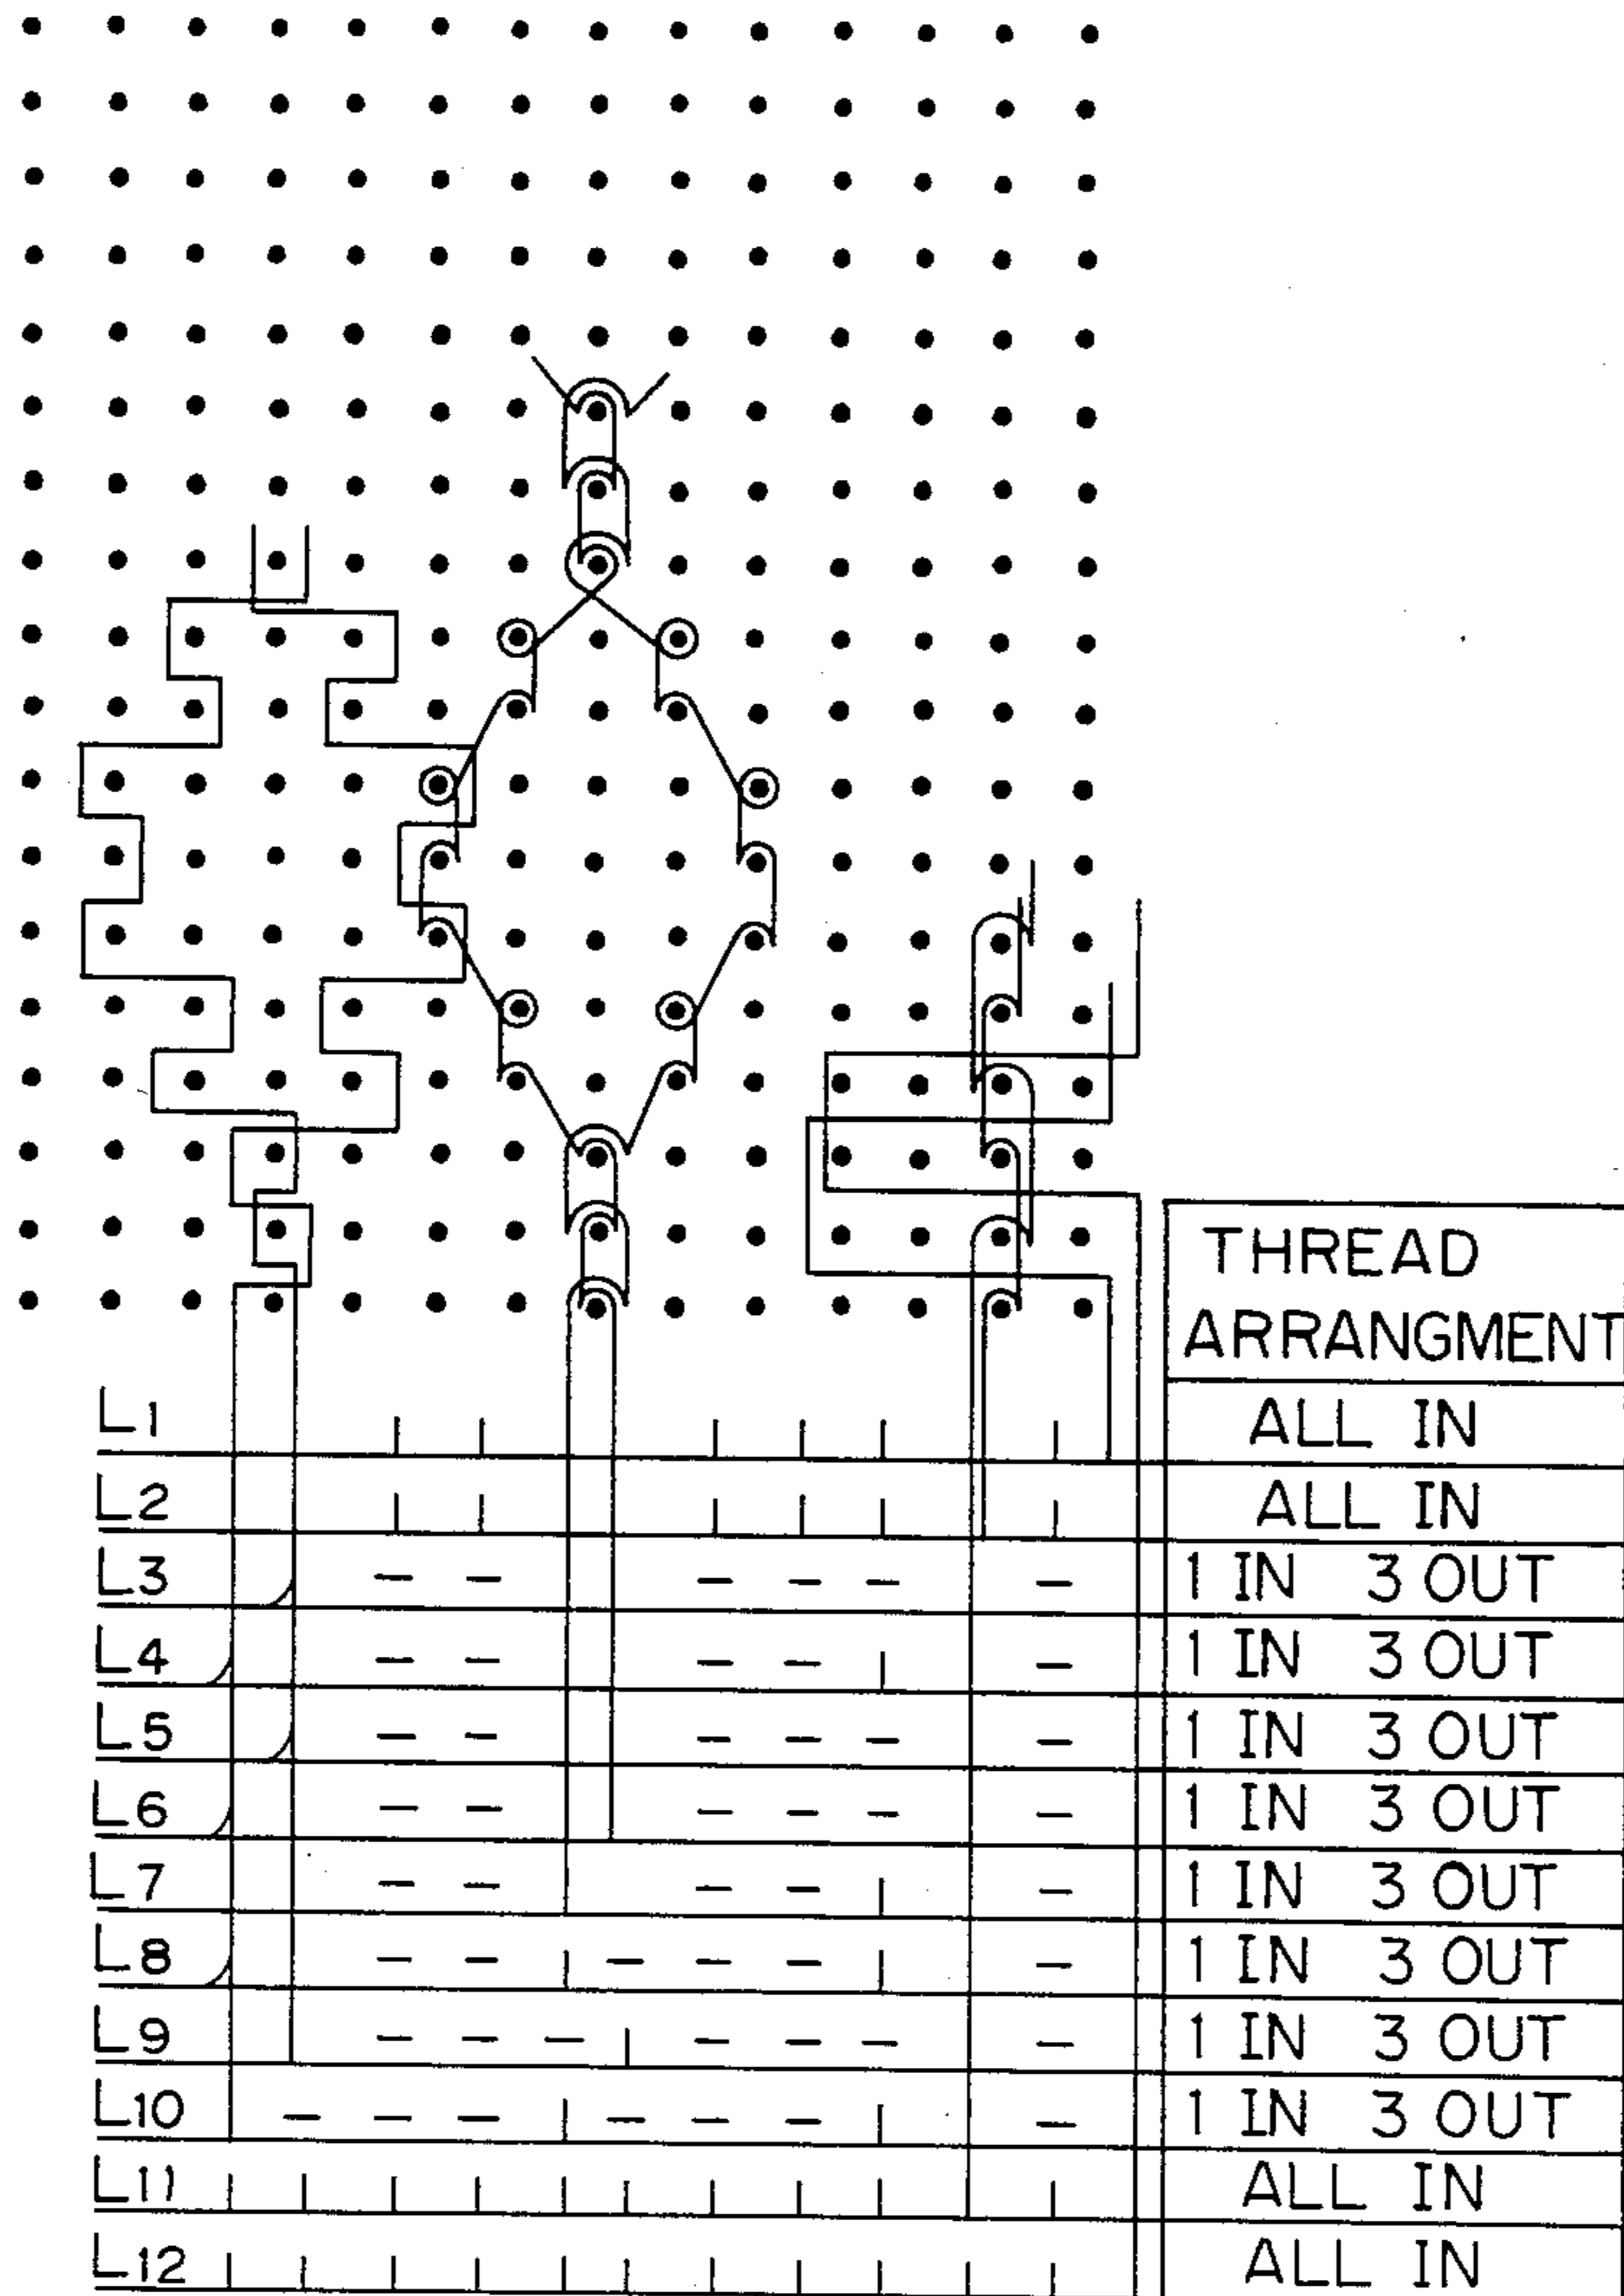 THREAD
ARRANGMENT
L1 ALL IN
L2 ALL IN
L3 1 IN 3 OUT
L4 1 IN 3 OUT
L5 1 IN 3 OUT
L6 1 IN 3 OUT
L7 1 IN 3 OUT
L8 1 IN 3 OUT
L9 1 IN 3 OUT
L10 1 IN 3 OUT
L11 ALL IN
L12 ALL IN